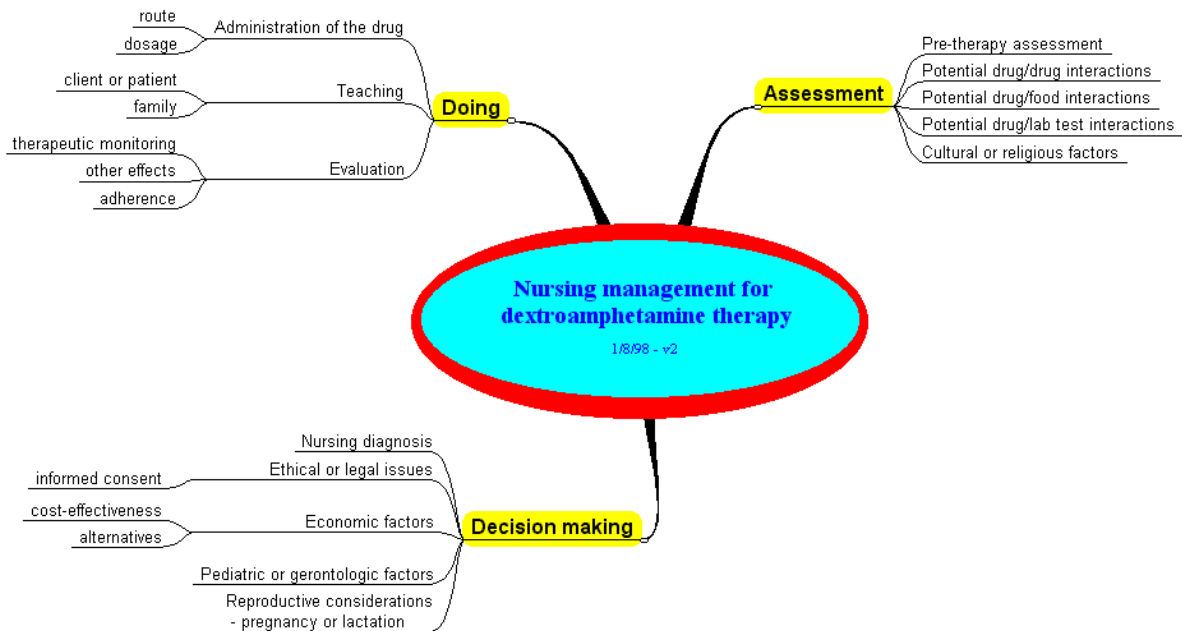 Nursing management for
dextroamphetamine therapy
1/8/98 - v2
Assessment
Pre-therapy assessment
Potential drug/drug interactions
Potential drug/food interactions
Potential drug/lab test interactions
Cultural or religious factors
Decision making
Nursing diagnosis
Ethical or legal issues
informed consent
Economic factors
cost-effectiveness
alternatives
Pediatric or gerontologic factors
Reproductive considerations
- pregnancy or lactation
Doing
Administration of the drug
route
dosage
Teaching
client or patient
family
Evaluation
therapeutic monitoring
other effects
adherence